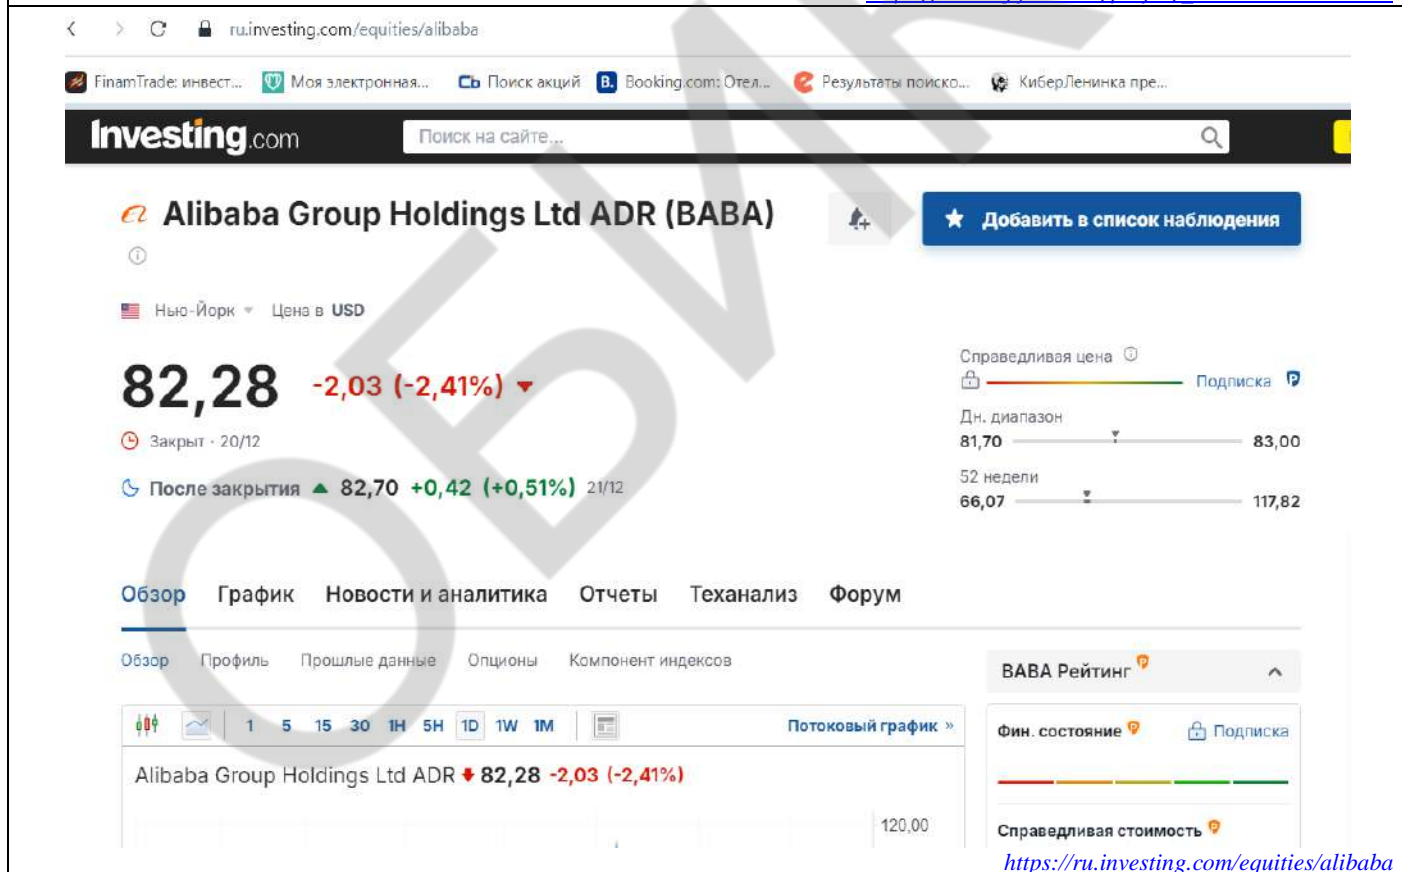 ru.investing.com/equities/alibaba
FinamTrade: инвест... Моя электронная... Сь Поиск акций B. Booking.com: Отел... Результаты поиско... КиберЛенинка пре...
Investing.com Поиск на сайте...
Alibaba Group Holdings Ltd ADR (BABA)
Добавить в список наблюдения
Нью-Йорк Цена в USD
82,28 -2,03 (-2,41%)
Закрыт · 20/12
После закрытия 82,70 +0,42 (+0,51%) 21/12
Справедливая цена
Подписка
Дн. диапазон
81,70 83,00
52 недели
66,07 117,82
Обзор График Новости и аналитика Отчеты Теханализ Форум
Обзор Профиль Прошлые данные Опционы Компонент индексов
BABA Рейтинг
1 5 15 30 1H 5H 1D 1W 1M Потоковый график »
Фин. состояние Подписка
Alibaba Group Holdings Ltd ADR 82,28 -2,03 (-2,41%)
120,00
Справедливая стоимость
https://ru.investing.com/equities/alibaba
ОБИК